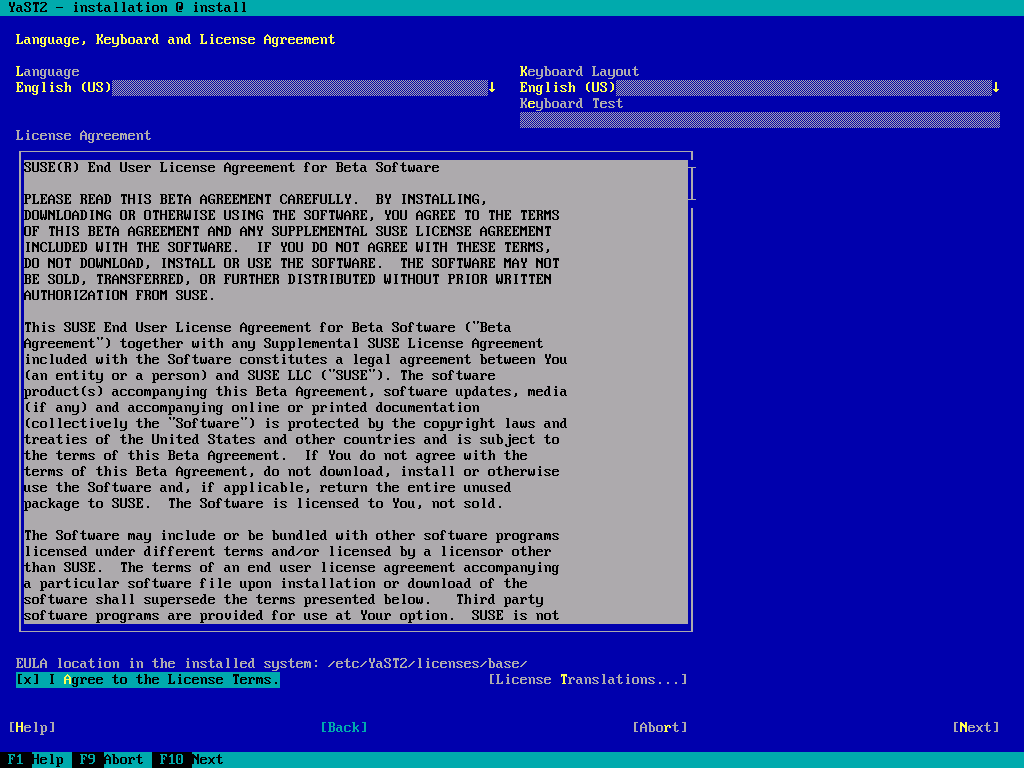 YaST2 - installation @ install
Language, Keyboard and License Agreement
Language
English (US)
Keyboard Layout
English (US)
Keyboard Test
License Agreement
SUSE(R) End User License Agreement for Beta Software
PLEASE READ THIS BETA AGREEMENT CAREFULLY.  BY INSTALLING,
DOWNLOADING OR OTHERWISE USING THE SOFTWARE, YOU AGREE TO THE TERMS
OF THIS BETA AGREEMENT AND ANY SUPPLEMENTAL SUSE LICENSE AGREEMENT
INCLUDED WITH THE SOFTWARE.  IF YOU DO NOT AGREE WITH THESE TERMS,
DO NOT DOWNLOAD, INSTALL OR USE THE SOFTWARE.  THE SOFTWARE MAY NOT
BE SOLD, TRANSFERRED, OR FURTHER DISTRIBUTED WITHOUT PRIOR WRITTEN
AUTHORIZATION FROM SUSE.
This SUSE End User License Agreement for Beta Software ("Beta
Agreement") together with any Supplemental SUSE License Agreement
included with the Software constitutes a legal agreement between You
(an entity or a person) and SUSE LLC ("SUSE"). The software
product(s) accompanying this Beta Agreement, software updates, media
(if any) and accompanying online or printed documentation
(collectively the "Software") is protected by the copyright laws and
treaties of the United States and other countries and is subject to
the terms of this Beta Agreement.  If You do not agree with the
terms of this Beta Agreement, do not download, install or otherwise
use the Software and, if applicable, return the entire unused
package to SUSE.  The Software is licensed to You, not sold.
The Software may include or be bundled with other software programs
licensed under different terms and/or licensed by a licensor other
than SUSE.  The terms of an end user license agreement accompanying
a particular software file upon installation or download of the
software shall supersede the terms presented below.   Third party
software programs are provided for use at Your option.  SUSE is not
EULA location in the installed system: /etc/YaST2/licenses/base/
[x] I Agree to the License Terms.
[License Translations...]
[Help]
[Back]
[Abort]
[Next]
F1 Help F9 Abort F10 Next